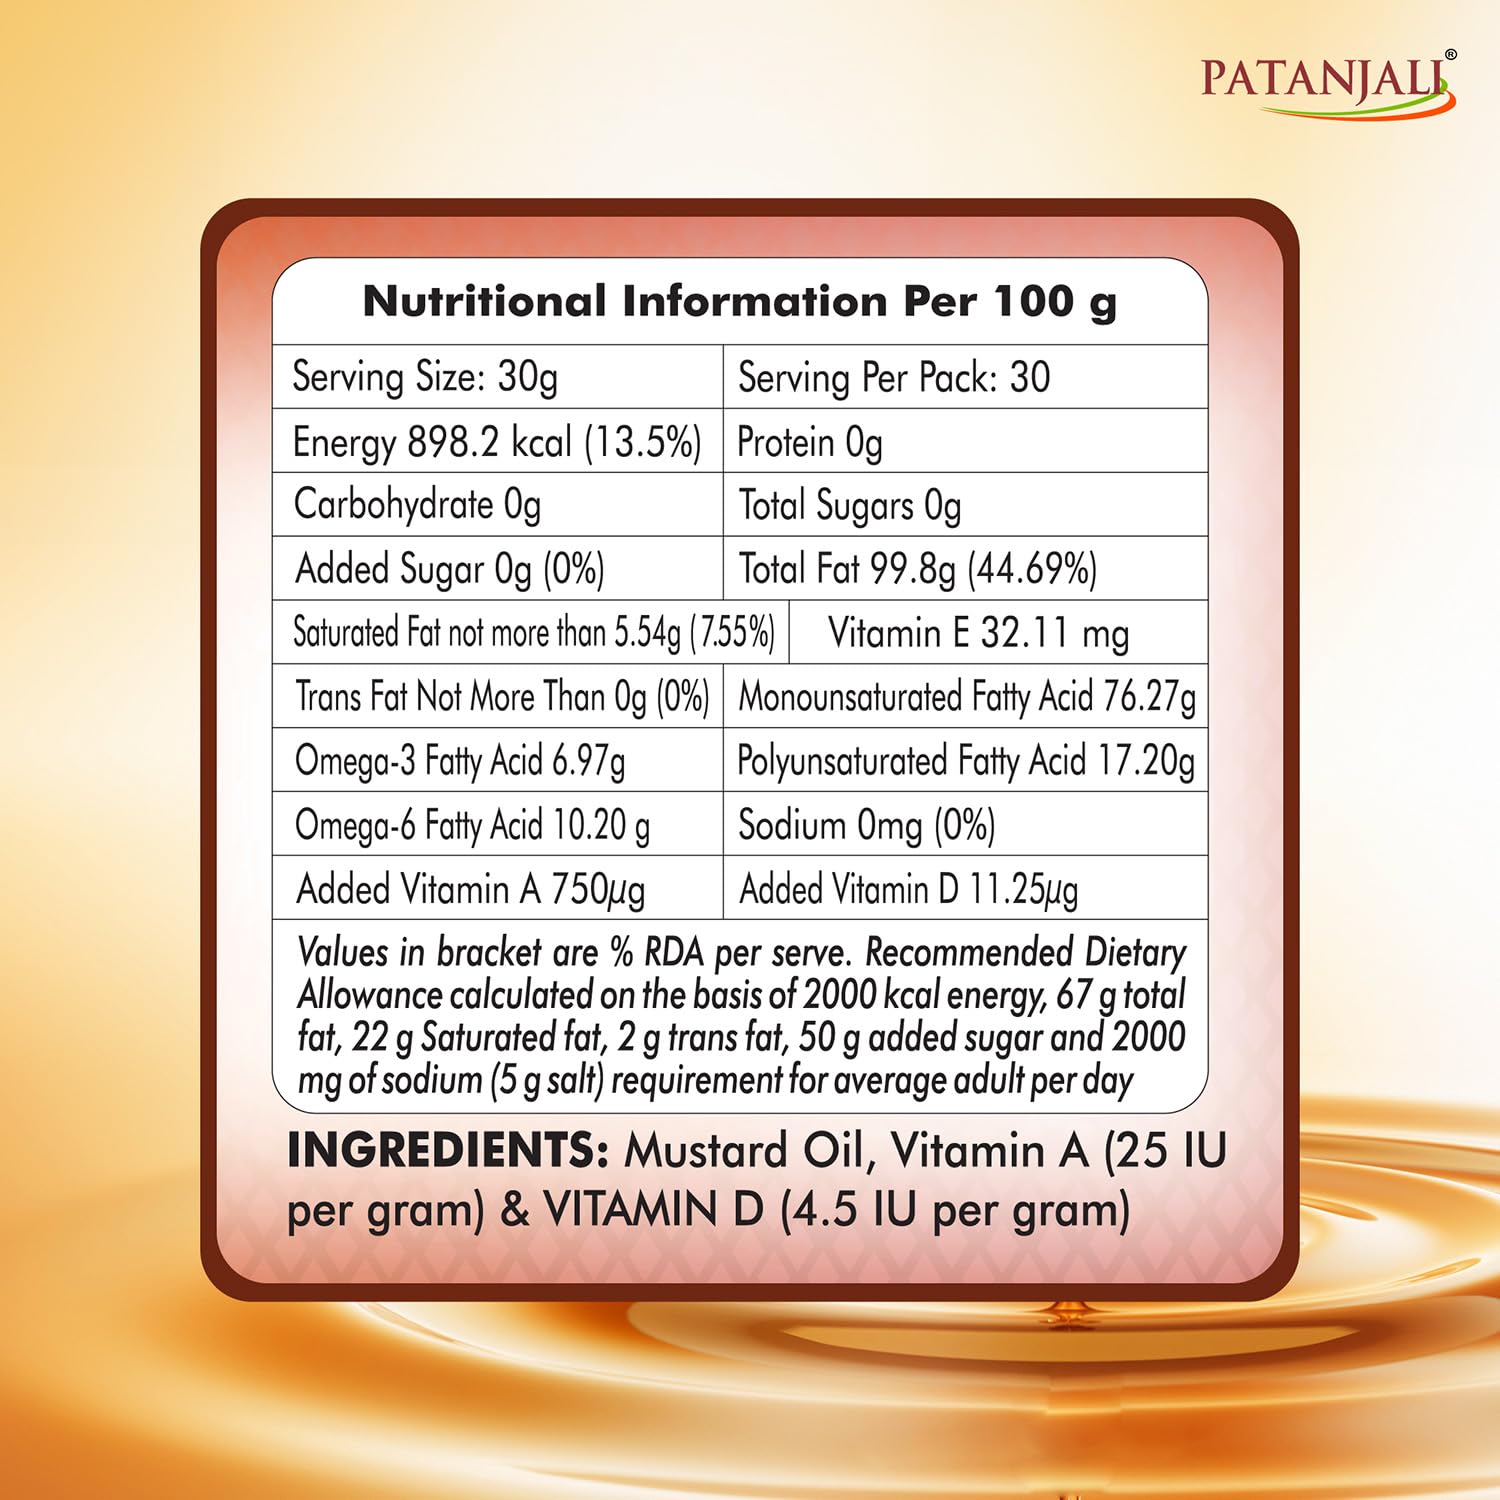 PATANJALI®
Nutritional Information Per 100 g
Serving Size: 30g
Serving Per Pack: 30
Energy 898.2 kcal (13.5%)
Protein 0g
Carbohydrate 0g
Total Sugars 0g
Added Sugar 0g (0%)
Total Fat 99.8g (44.69%)
Saturated Fat not more than 5.54g (7.55%)
Vitamin E 32.11 mg
Trans Fat Not More Than 0g (0%)
Monounsaturated Fatty Acid 76.27g
Omega-3 Fatty Acid 6.97g
Polyunsaturated Fatty Acid 17.20g
Omega-6 Fatty Acid 10.20 g
Sodium 0mg (0%)
Added Vitamin A 750µg
Added Vitamin D 11.25µg
Values in bracket are % RDA per serve. Recommended Dietary
Allowance calculated on the basis of 2000 kcal energy, 67 g total
fat, 22 g Saturated fat, 2 g trans fat, 50 g added sugar and 2000
mg of sodium (5 g salt) requirement for average adult per day
INGREDIENTS: Mustard Oil, Vitamin A (25 IU
per gram) & VITAMIN D (4.5 IU per gram)